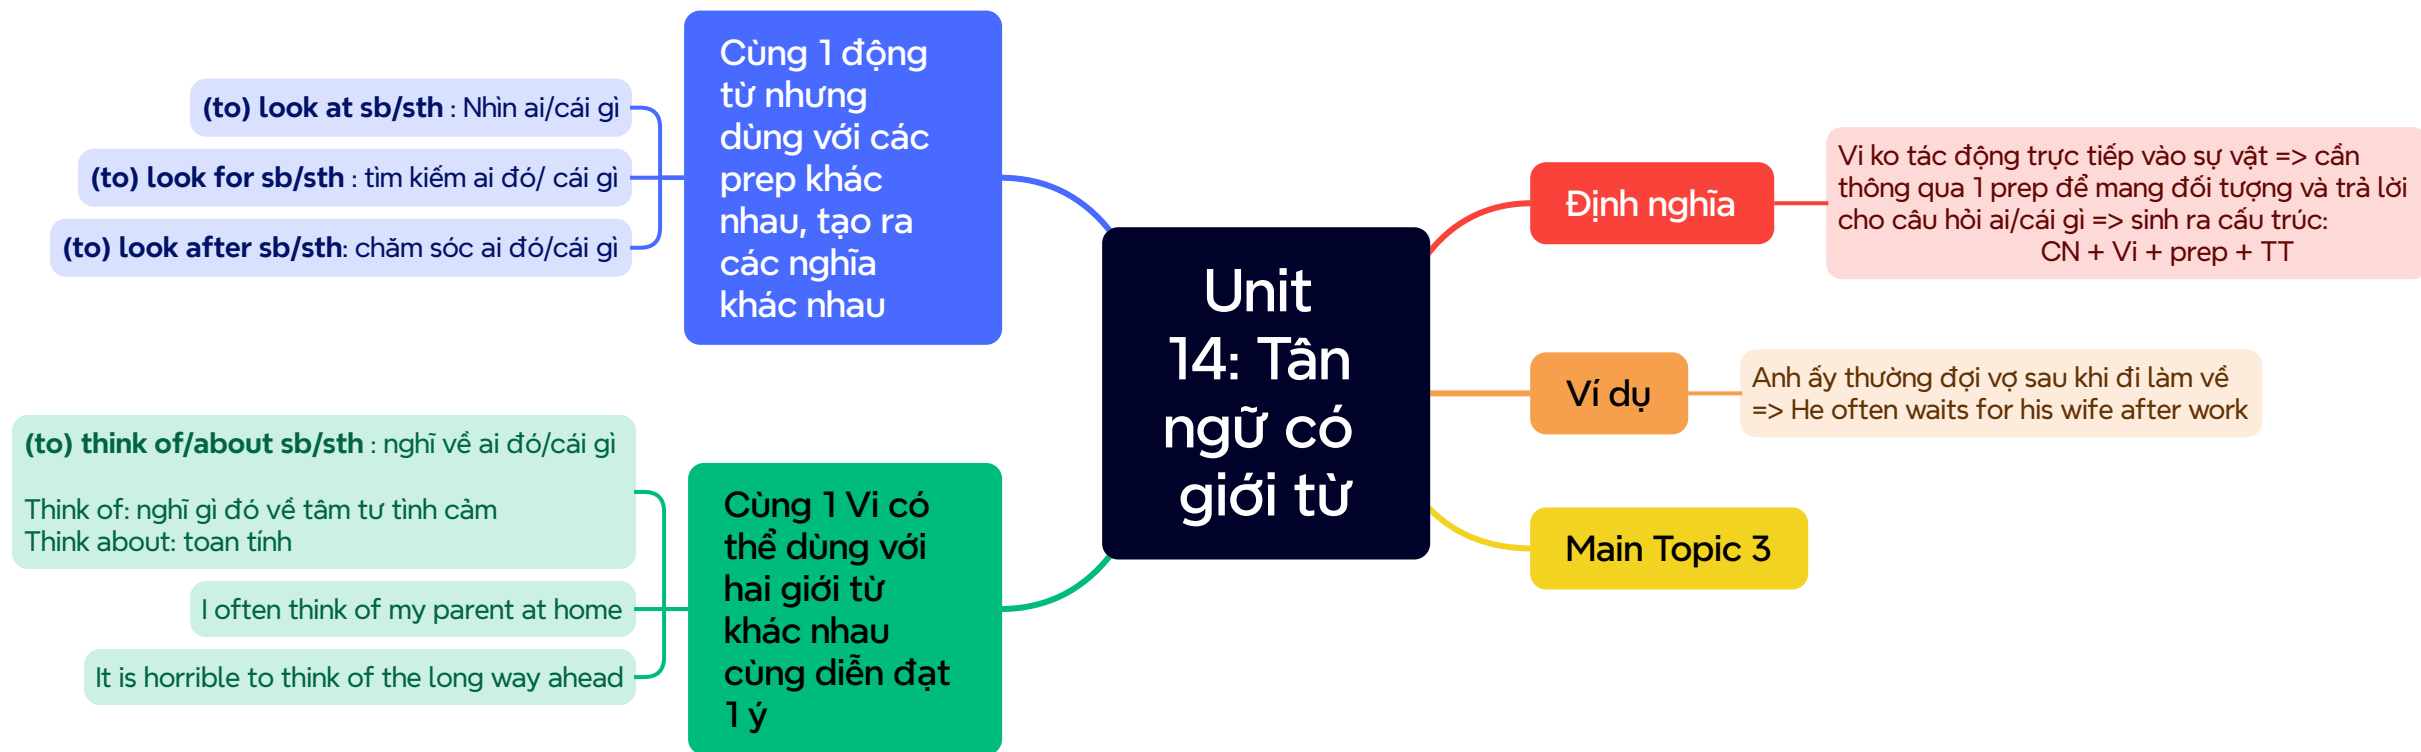 Unit
14: Tân
ngữ có
giới từ
Định nghĩa
Vi ko tác động trực tiếp vào sự vật => cần
thông qua 1 prep để mang đối tượng và trả lời
cho câu hỏi ai/cái gì => sinh ra cấu trúc:
CN + Vi + prep + TT
Ví dụ
Anh ấy thường đợi vợ sau khi đi làm về
=> He often waits for his wife after work
Main Topic 3
Cùng 1 động
từ nhưng
dùng với các
prep khác
nhau, tạo ra
các nghĩa
khác nhau
(to) look at sb/sth : Nhìn ai/cái gì
(to) look for sb/sth : tìm kiếm ai đó/ cái gì
(to) look after sb/sth: chăm sóc ai đó/cái gì
Cùng 1 Vi có
thể dùng với
hai giới từ
khác nhau
cùng diễn đạt
1 ý
(to) think of/about sb/sth : nghĩ về ai đó/cái gì
Think of: nghĩ gì đó về tâm tư tình cảm
Think about: toan tính
I often think of my parent at home
It is horrible to think of the long way ahead